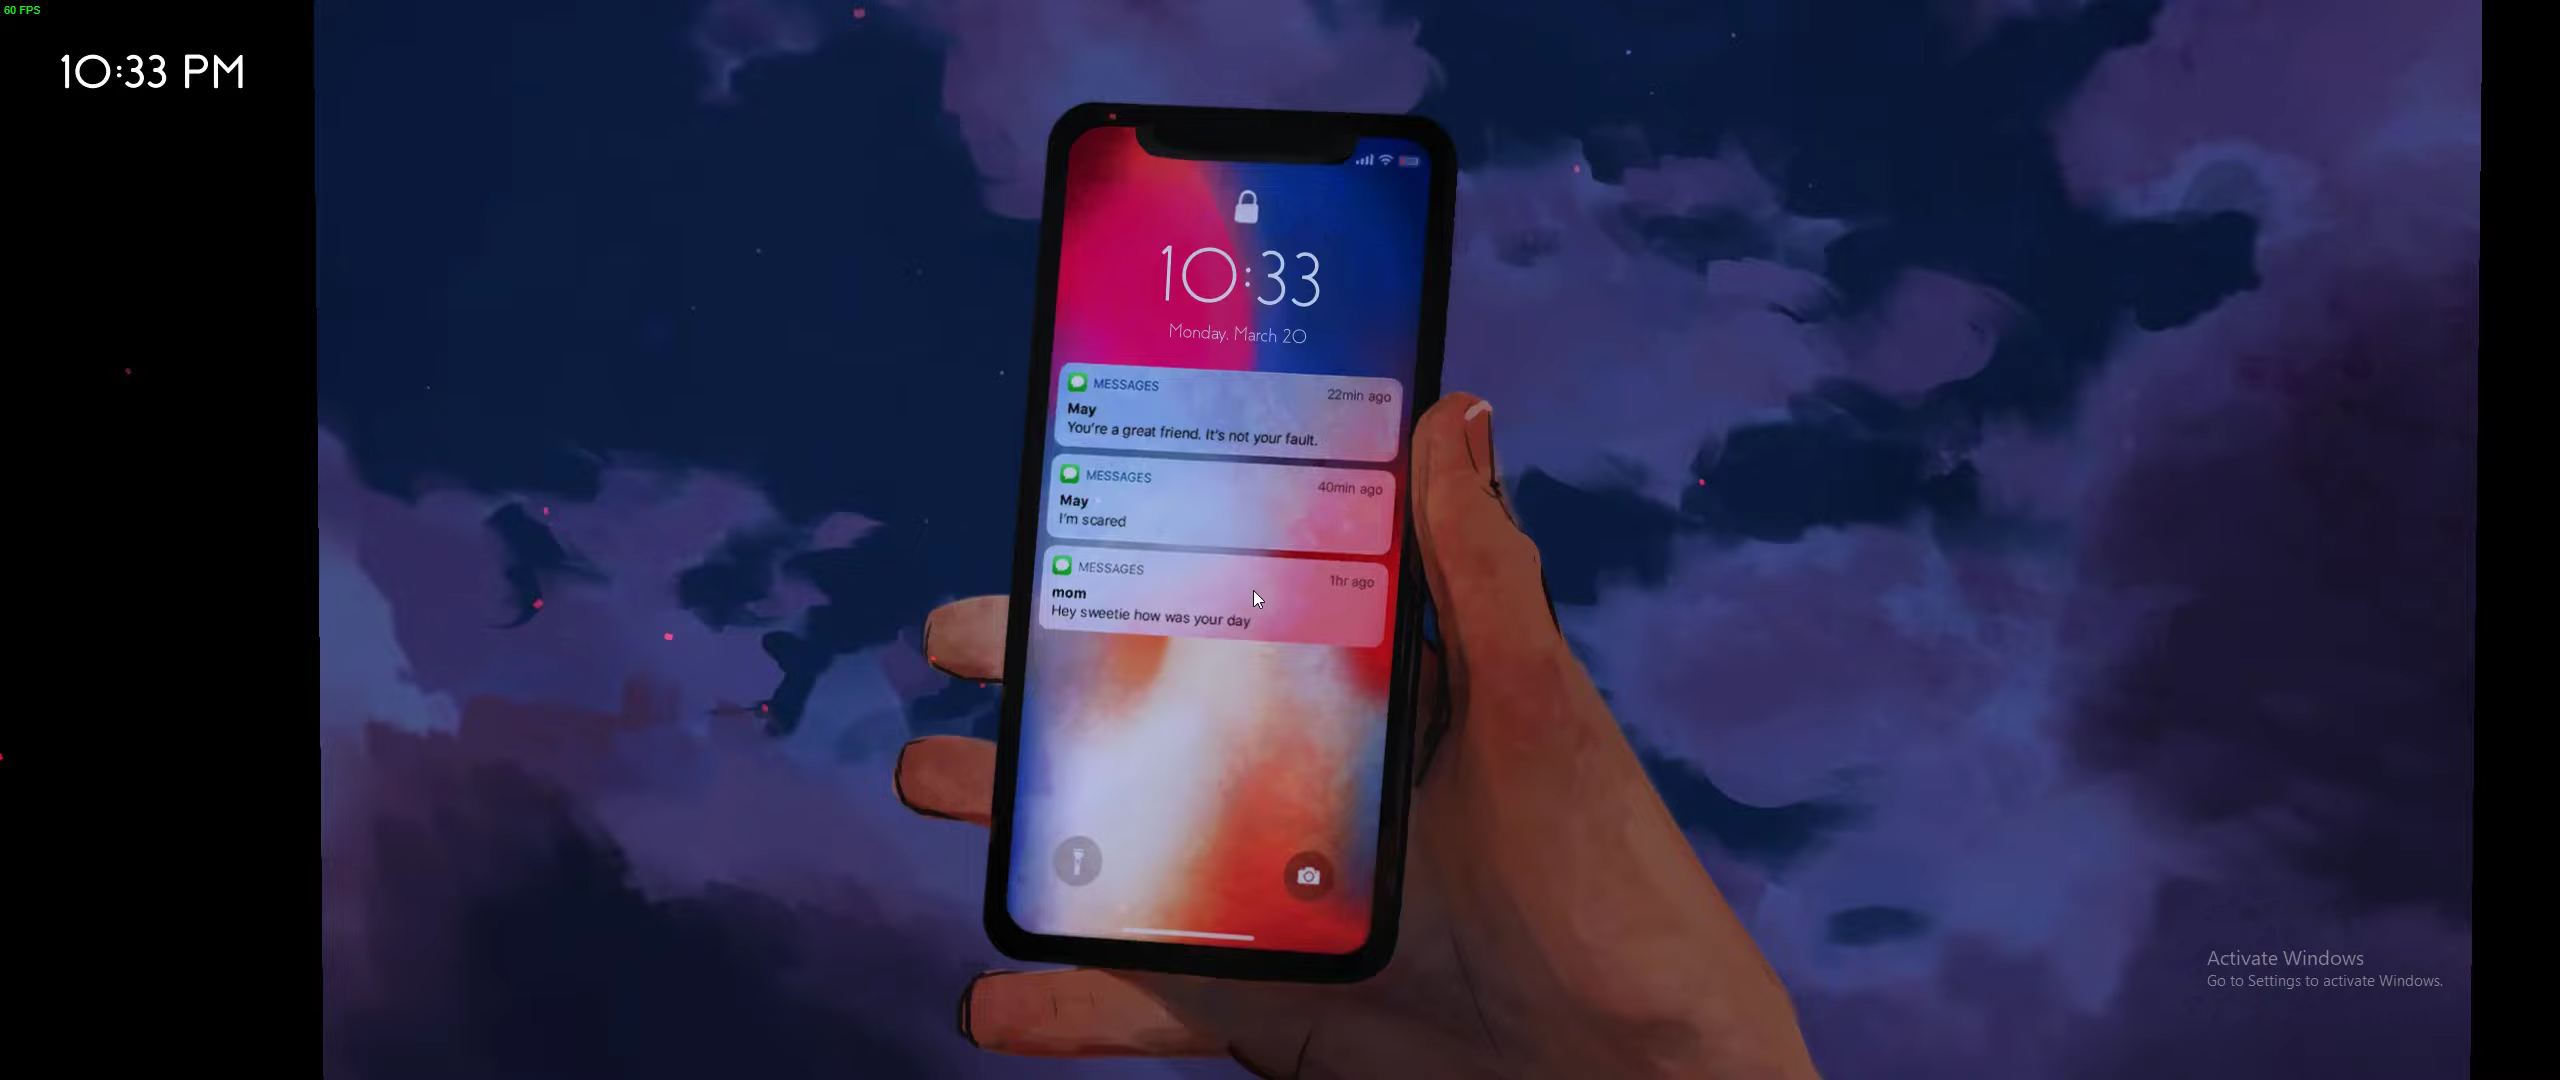 60 FPS
10:33 PM
10:33
Monday, March 20
MESSAGES
22min ago
May
You're a great friend. It's not your fault.
MESSAGES
40min ago
May
I'm scared
MESSAGES
1hr ago
mom
Hey sweetie how was your day
Activate Windows
Go to Settings to activate Windows.